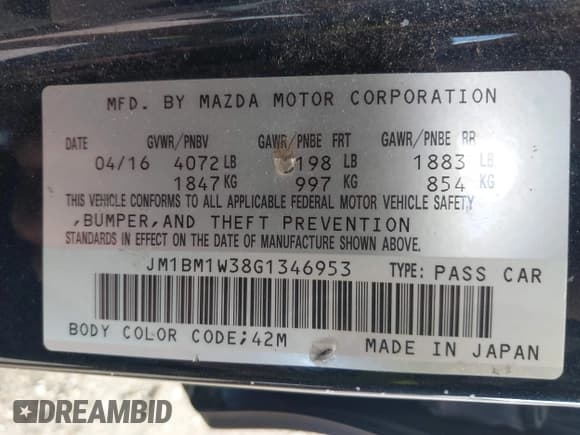 MFD. BY MAZDA MOTOR CORPORATION
DATE GVWR/PNBV GAWR/PNBE FRT GAWR/PNBE RR
04/16 4072 LB 198 LB 1883 LB
1847 KG 997 KG 854 KG
THIS VEHICLE CONFORMS TO ALL APPLICABLE FEDERAL MOTOR VEHICLE SAFETY
,BUMPER,AND THEFT PREVENTION
STANDARDS IN EFFECT ON THE DATE OF MANUFACTURE SHOWN ABOVE.
JM1BM1W38G1346953 TYPE: PASS CAR
BODY COLOR CODE;42M MADE IN JAPAN
DREAMBID